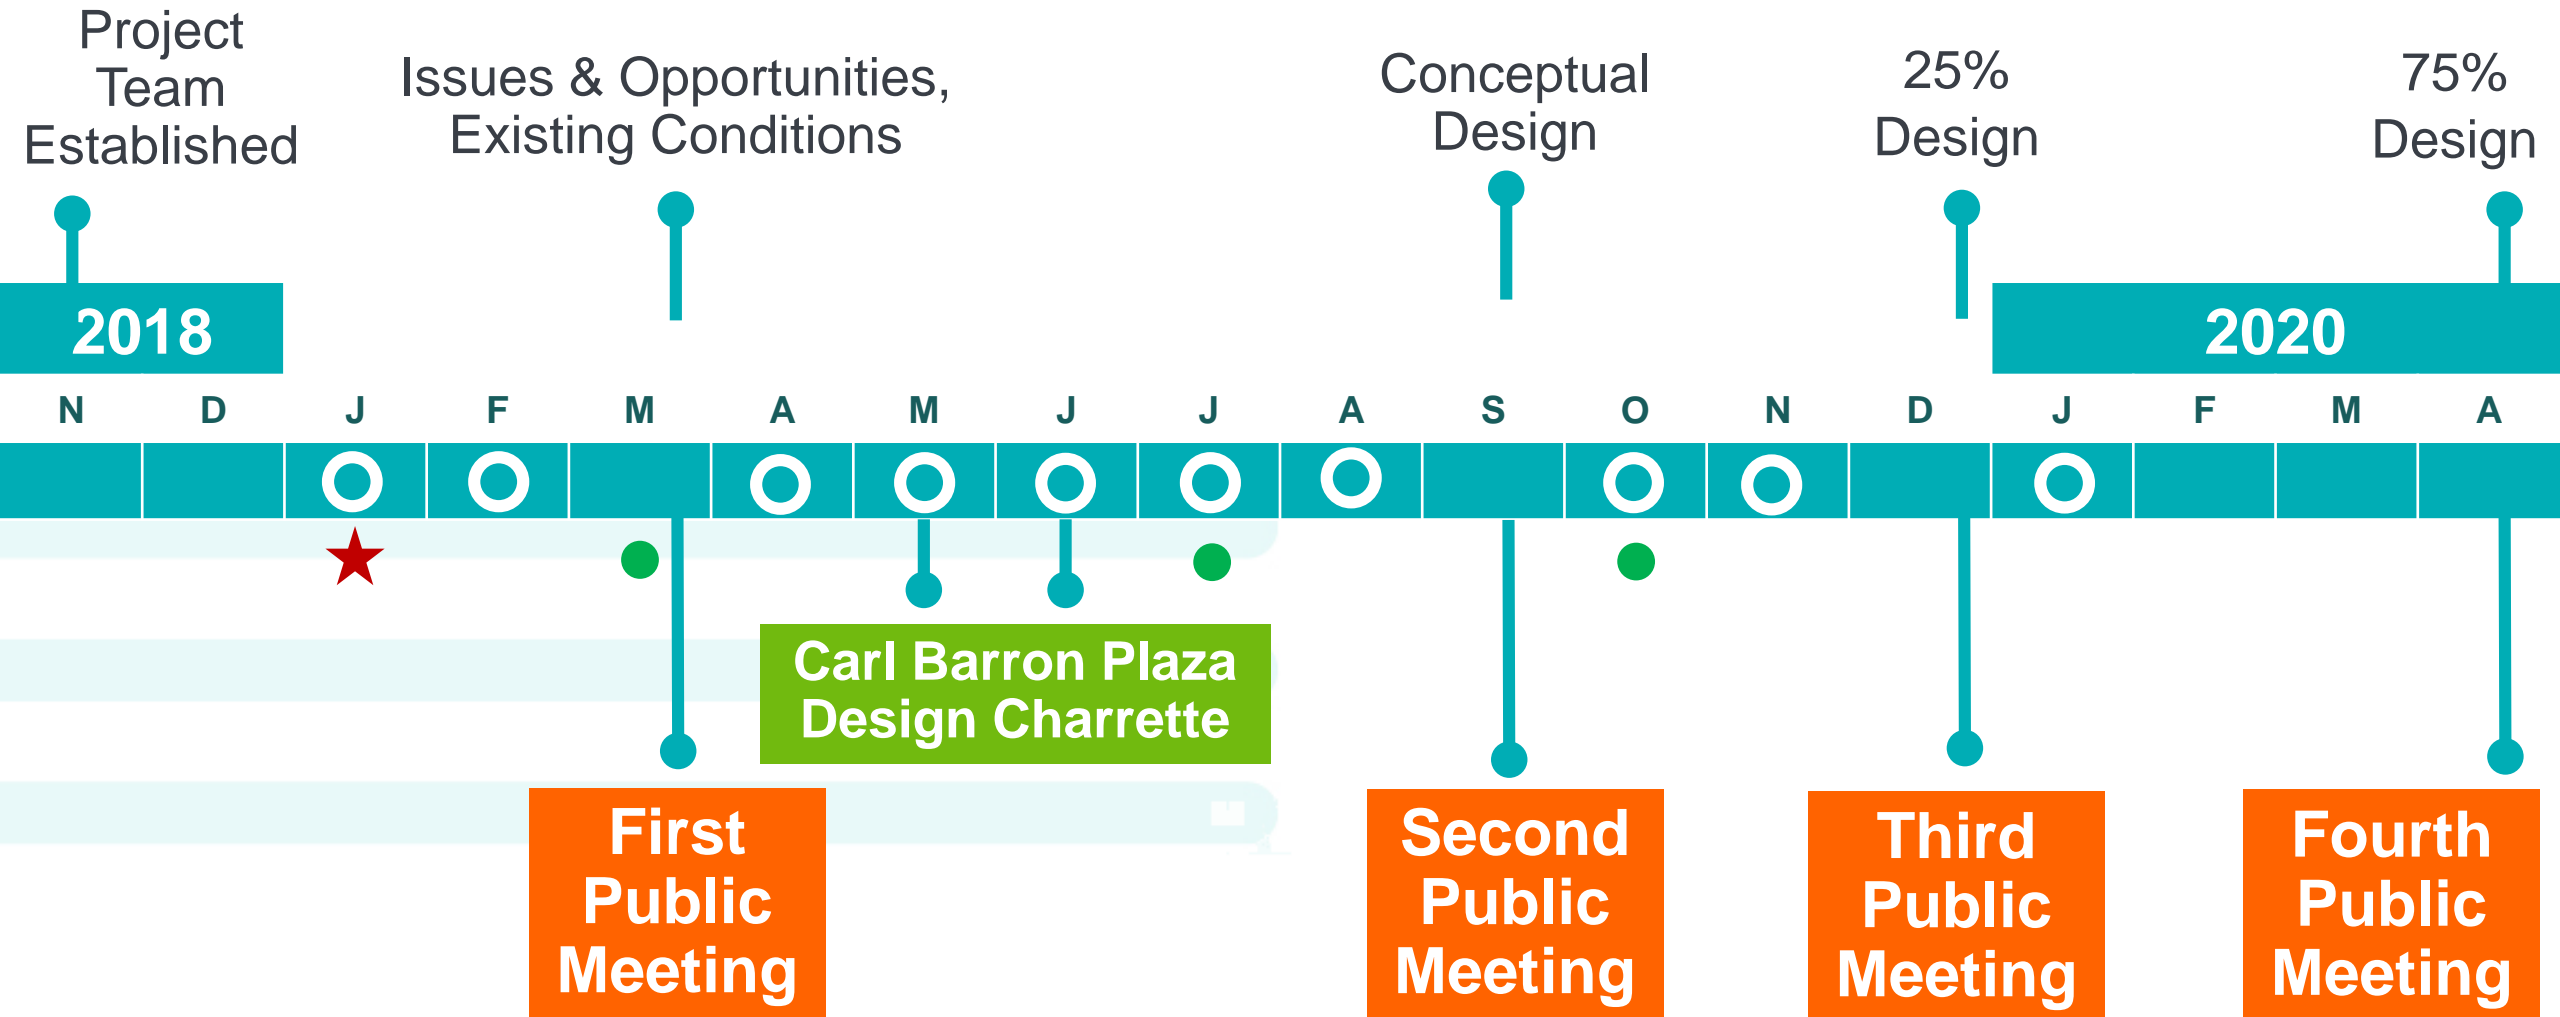 Project
Team
Established
Issues & Opportunities,
Existing Conditions
Conceptual
Design
25%
Design
75%
Design
2018
2020
N D J F M A M J J A S O N D J F M A
Carl Barron Plaza
Design Charrette
First
Public
Meeting
Second
Public
Meeting
Third
Public
Meeting
Fourth
Public
Meeting